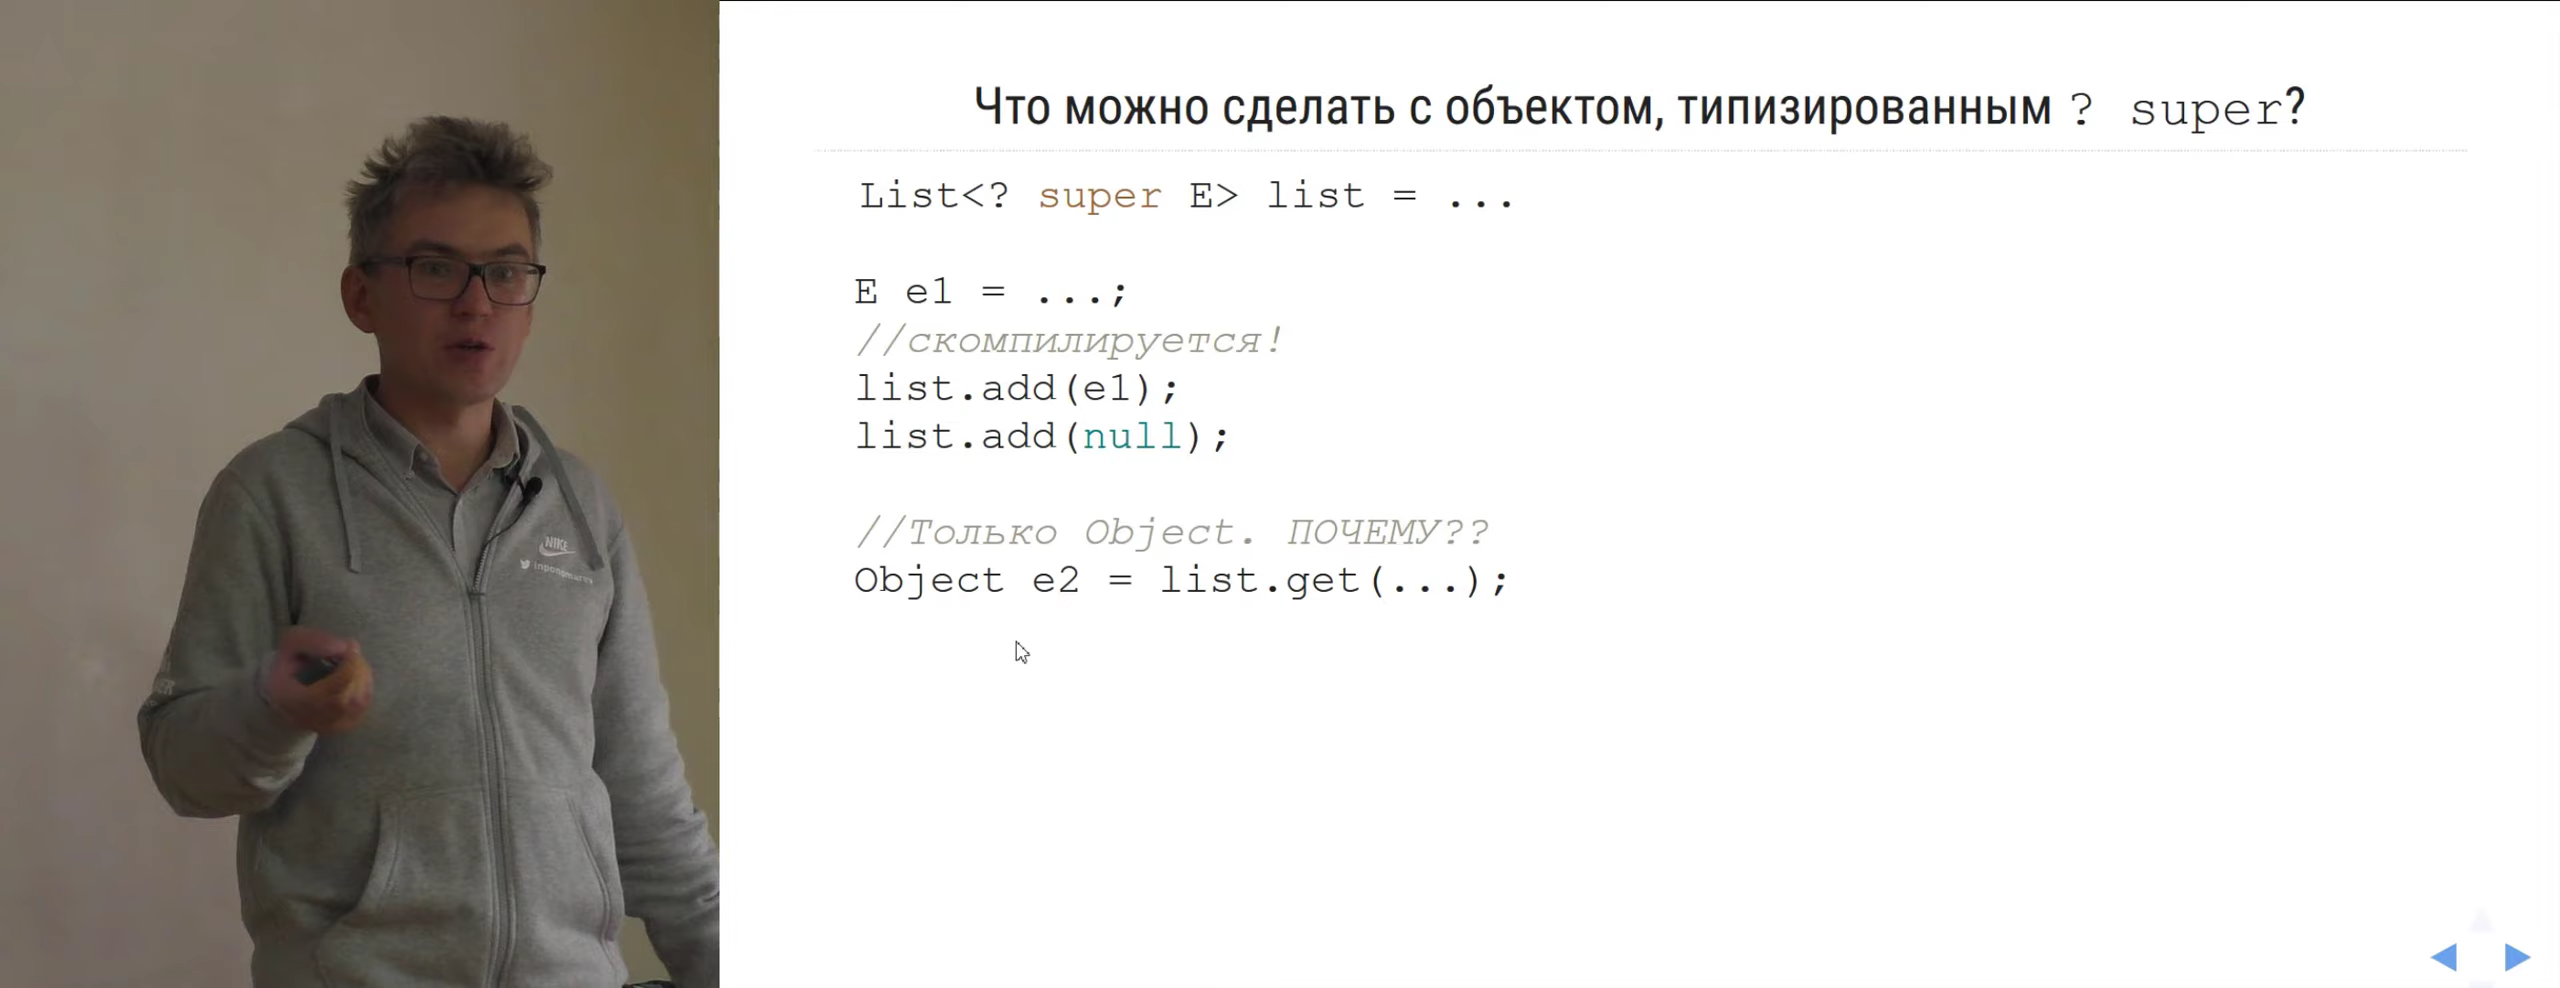 Что можно сделать с объектом, типизированным ? super?
List<? super E> list = ...
E e1 = ...;
//скомпилируется!
list.add(e1);
list.add(null);
//Только Object. ПОЧЕМУ??
Object e2 = list.get(...);
NIKE